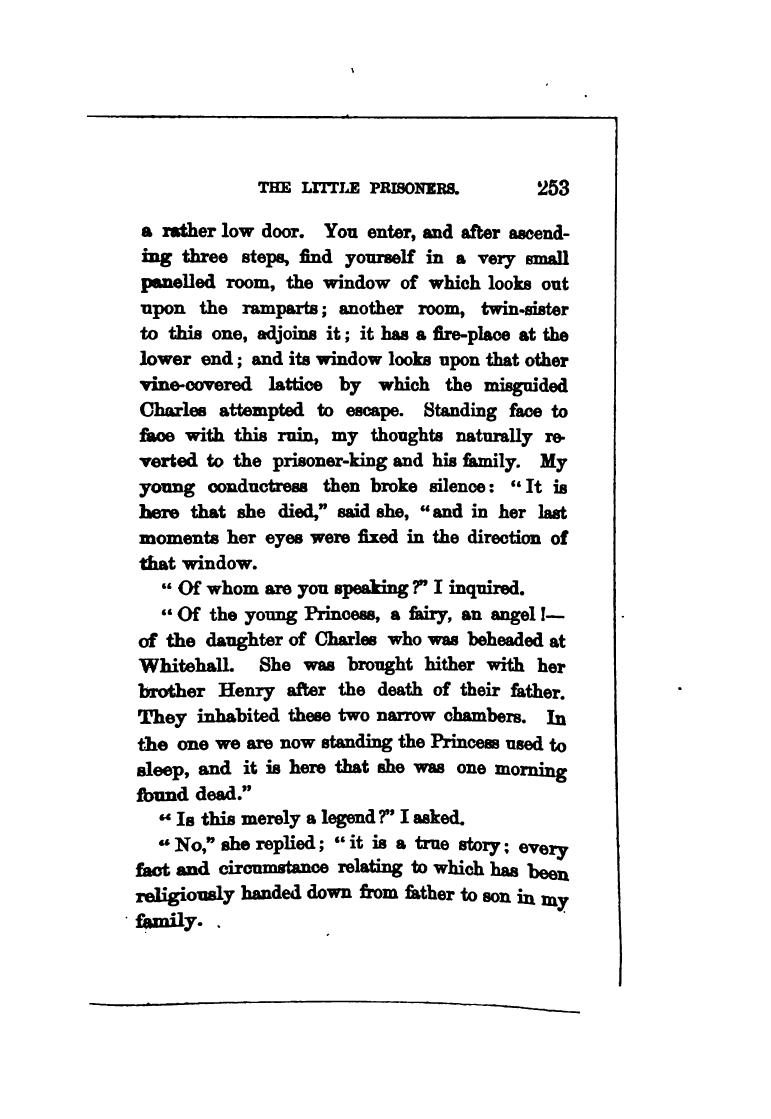 THE LITTLE PRISONERS. 253
a rather low door. You enter, and after ascend-
ing three steps, find yourself in a very small
panelled room, the window of which looks out
upon the ramparts; another room, twin-sister
to this one, adjoins it; it has a fire-place at the
lower end; and its window looks upon that other
vine-covered lattice by which the misguided
Charles attempted to escape. Standing face to
face with this ruin, my thoughts naturally re-
verted to the prisoner-king and his family. My
young conductress then broke silence: “It is
here that she died,” said she, “and in her last
moments her eyes were fixed in the direction of
that window.
“Of whom are you speaking?” I inquired.
“Of the young Princess, a fairy, an angel!—
of the daughter of Charles who was beheaded at
Whitehall. She was brought hither with her
brother Henry after the death of their father.
They inhabited these two narrow chambers. In
the one we are now standing the Princess used to
sleep, and it is here that she was one morning
found dead.”
“Is this merely a legend?” I asked.
“No,” she replied; “it is a true story; every
fact and circumstance relating to which has been
religiously handed down from father to son in my
family.